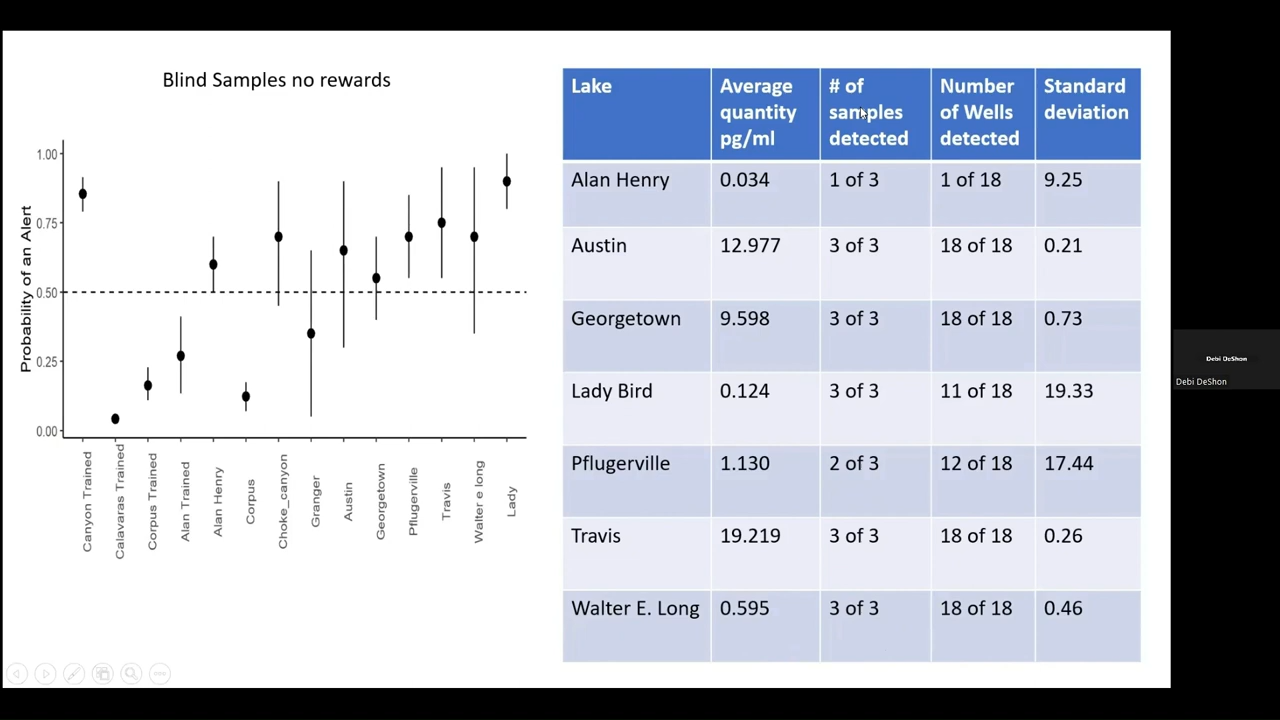 Blind Samples no rewards
Probability of an Alert
1.00
0.75
0.50
0.25
0.00
Canyon Trained
Calavaras Trained
Corpus Trained
Alan Trained
Alan Henry
Corpus
Choke_canyon
Granger
Austin
Georgetown
Pflugerville
Travis
Walter e long
Lady
Lake
Average quantity pg/ml
# of samples detected
Number of Wells detected
Standard deviation
Alan Henry 0.034 1 of 3 1 of 18 9.25
Austin 12.977 3 of 3 18 of 18 0.21
Georgetown 9.598 3 of 3 18 of 18 0.73
Lady Bird 0.124 3 of 3 11 of 18 19.33
Pflugerville 1.130 2 of 3 12 of 18 17.44
Travis 19.219 3 of 3 18 of 18 0.26
Walter E. Long 0.595 3 of 3 18 of 18 0.46
Debi DeShon
Debi DeShon